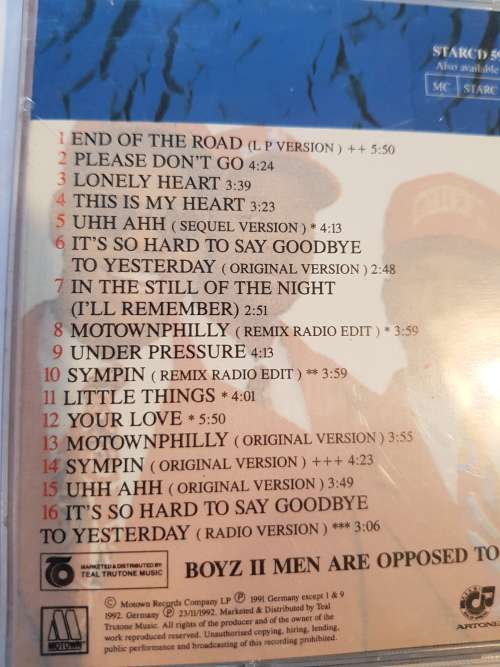 STARCD 59
Also available
MC STARC
1 END OF THE ROAD (L P VERSION ) ++ 5:50
2 PLEASE DON'T GO 4:24
3 LONELY HEART 3:39
4 THIS IS MY HEART 3:23
5 UHH AHH ( SEQUEL VERSION ) * 4:13
6 IT'S SO HARD TO SAY GOODBYE
TO YESTERDAY ( ORIGINAL VERSION ) 2:48
7 IN THE STILL OF THE NIGHT
(I'LL REMEMBER) 2:51
8 MOTOWNPHILLY ( REMIX RADIO EDIT ) * 3:59
9 UNDER PRESSURE 4:13
10 SYMPIN ( REMIX RADIO EDIT ) ** 3:59
11 LITTLE THINGS * 4:01
12 YOUR LOVE * 5:50
13 MOTOWNPHILLY ( ORIGINAL VERSION ) 3:55
14 SYMPIN ( ORIGINAL VERSION ) +++ 4:23
15 UHH AHH ( ORIGINAL VERSION ) 3:49
16 IT'S SO HARD TO SAY GOODBYE
TO YESTERDAY ( RADIO VERSION ) *** 3:06
MARKETED & DISTRIBUTED BY
TEAL TRUTONE MUSIC
BOYZ II MEN ARE OPPOSED TO
© Motown Records Company LP ℗ 1991 Germany except 1 & 9
1992. Germany ℗ 23/11/1992. Marketed & Distributed by Teal
Trutone Music. All rights of the producer and of the owner of the
work reproduced reserved. Unauthorised copying, hiring, lending,
public performance and broadcasting of this recording prohibited.
MOTOWN
ARTONE